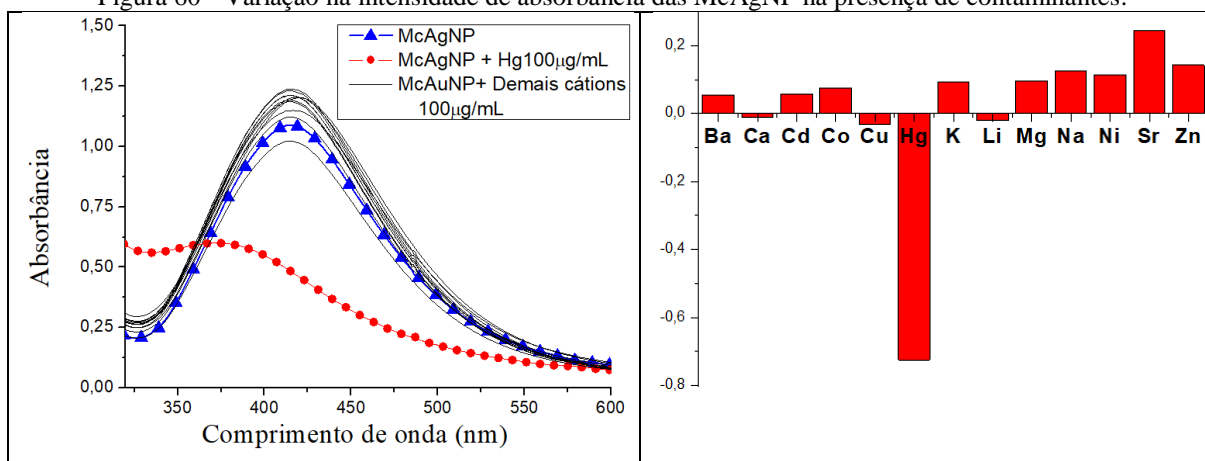 Figura 60 – Variação na intensidade de absorbância das McAgNP na presença de contaminantes.
1,50
1,25
1,00
0,75
0,50
0,25
0,00
Absorbância
McAgNP
McAgNP + Hg100µg/mL
McAuNP+ Demais cátions
100µg/mL
350 400 450 500 550 600
Comprimento de onda (nm)
0,2
0,0
-0,2
-0,4
-0,6
-0,8
Ba Ca Cd Co Cu Hg K Li Mg Na Ni Sr Zn